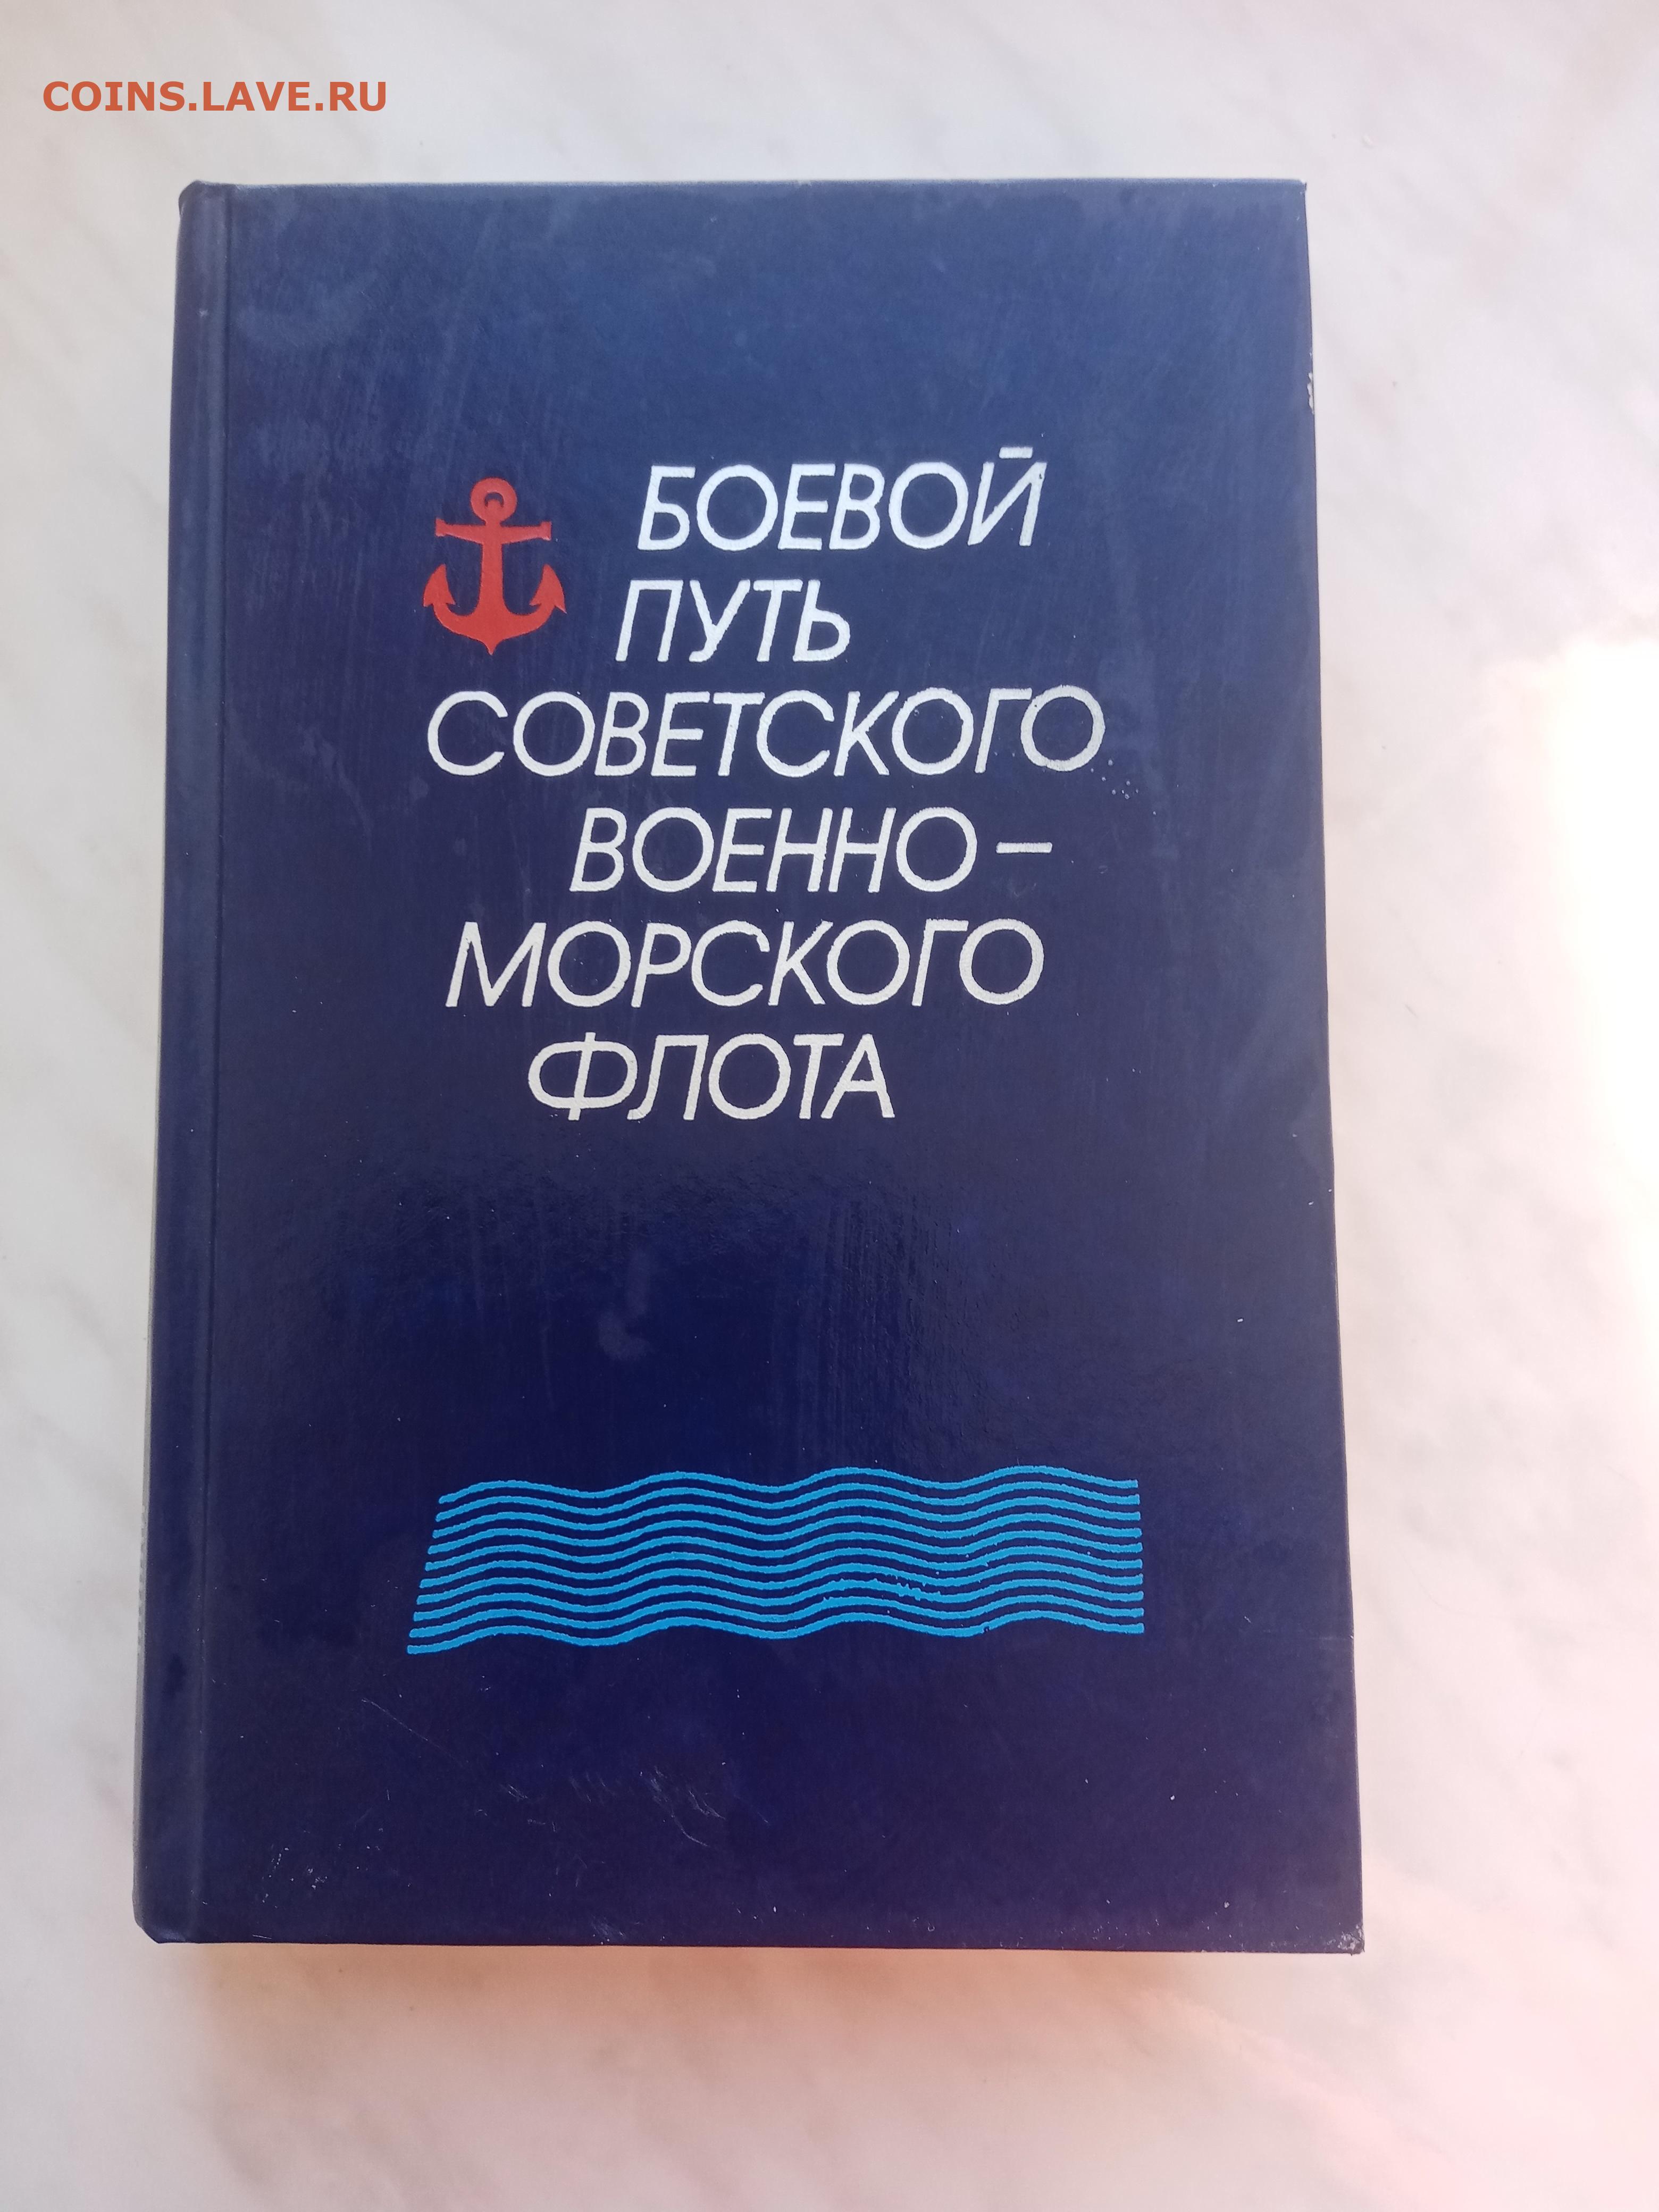 COINS.LAVE.RU
БОЕВОЙ
ПУТЬ
СОВЕТСКОГО
ВОЕННО-
МОРСКОГО
ФЛОТА